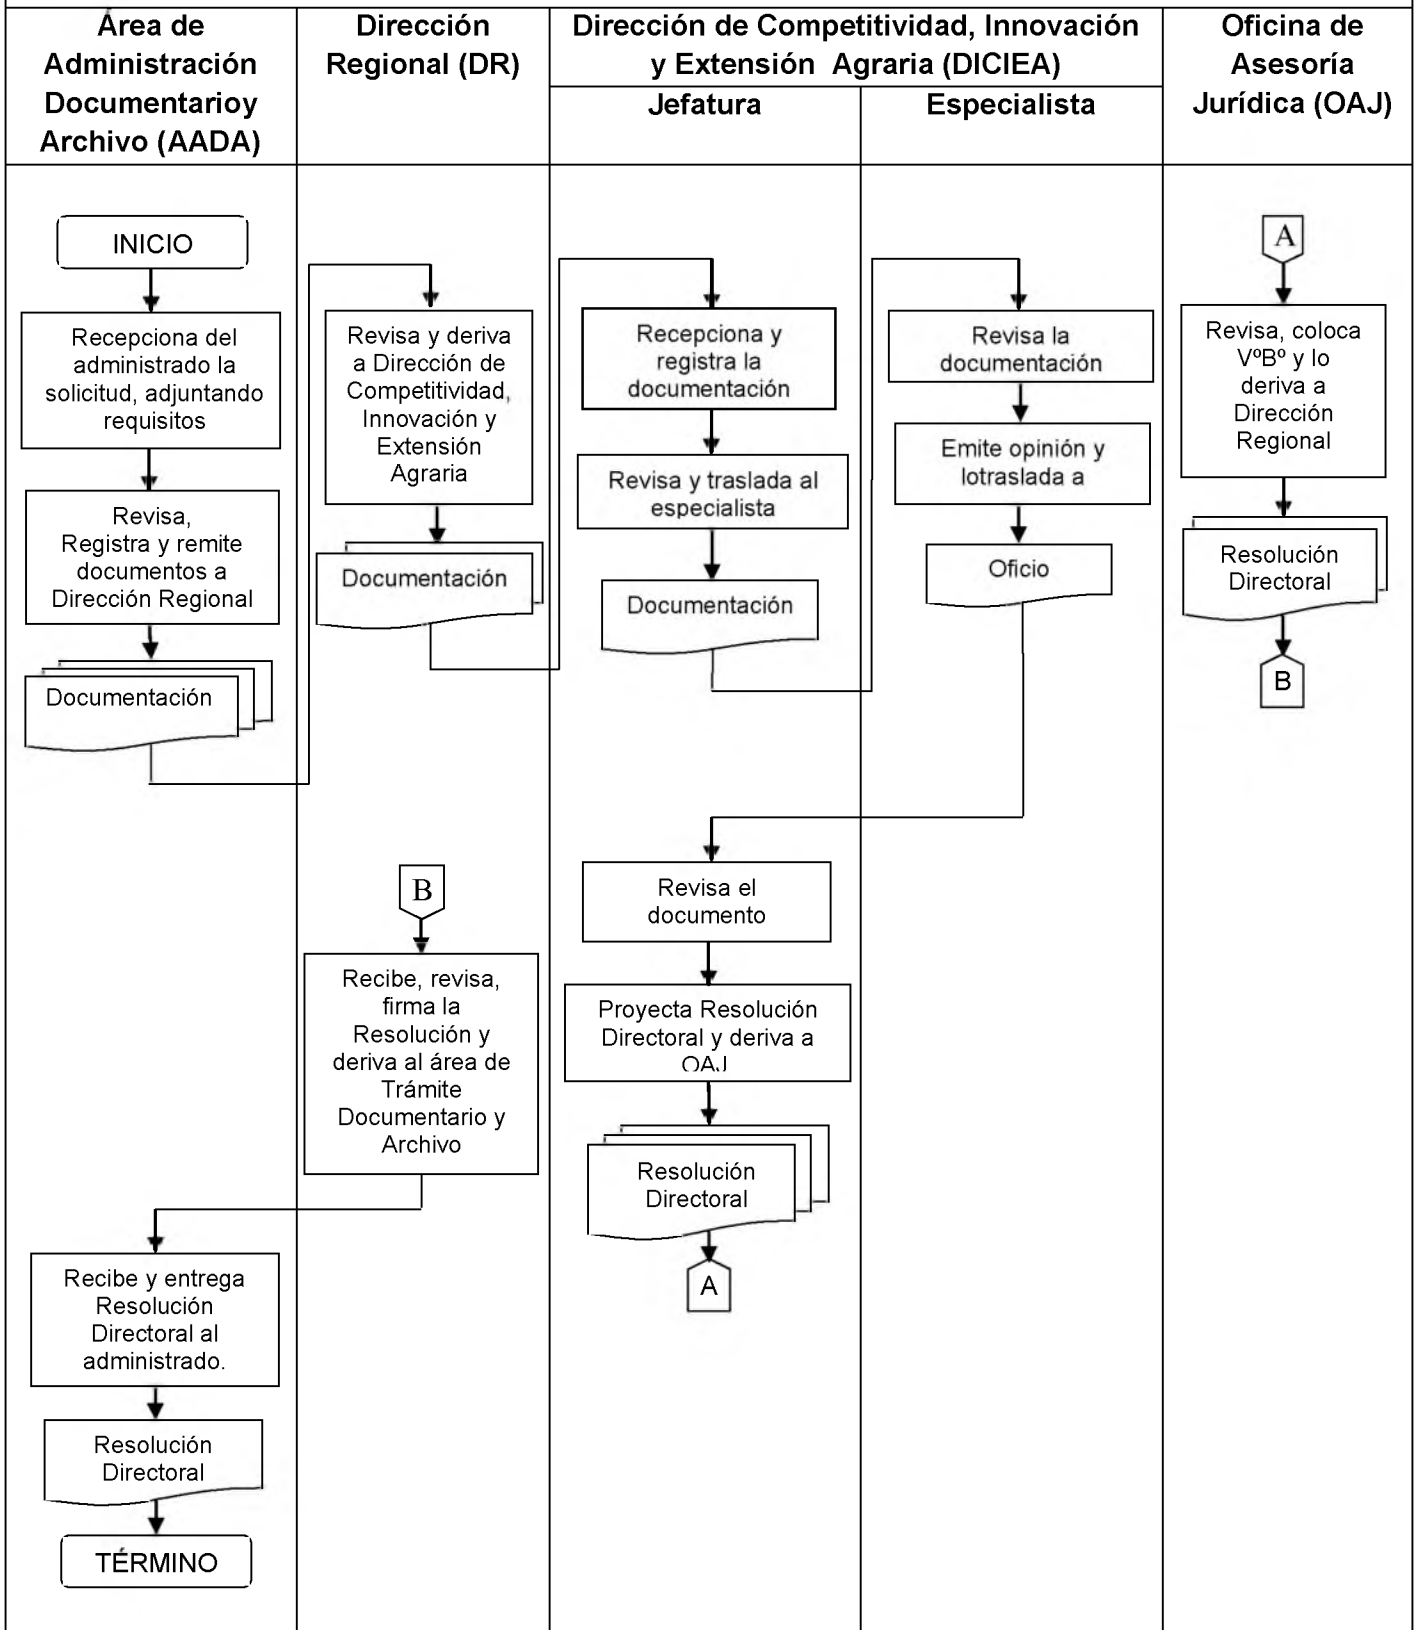 Área de
Administración
Documentarioy
Archivo (AADA)
Dirección
Regional (DR)
Dirección de Competitividad, Innovación
y Extensión Agraria (DICIEA)
Jefatura
Especialista
Oficina de
Asesoría
Jurídica (OAJ)
INICIO
Recepciona del
administrado la
solicitud, adjuntando
requisitos
Revisa,
Registra y remite
documentos a
Dirección Regional
Documentación
Revisa y deriva
a Dirección de
Competitividad,
Innovación y
Extensión
Agraria
Documentación
Recepciona y
registra la
documentación
Revisa y traslada al
especialista
Documentación
Revisa la
documentación
Emite opinión y
lotraslada a
Oficio
Revisa el
documento
Proyecta Resolución
Directoral y deriva a
OAJ
Resolución
Directoral
A
A
Revisa, coloca
VºBº y lo
deriva a
Dirección
Regional
Resolución
Directoral
B
B
Recibe, revisa,
firma la
Resolución y
deriva al área de
Trámite
Documentario y
Archivo
Recibe y entrega
Resolución
Directoral al
administrado.
Resolución
Directoral
TÉRMINO